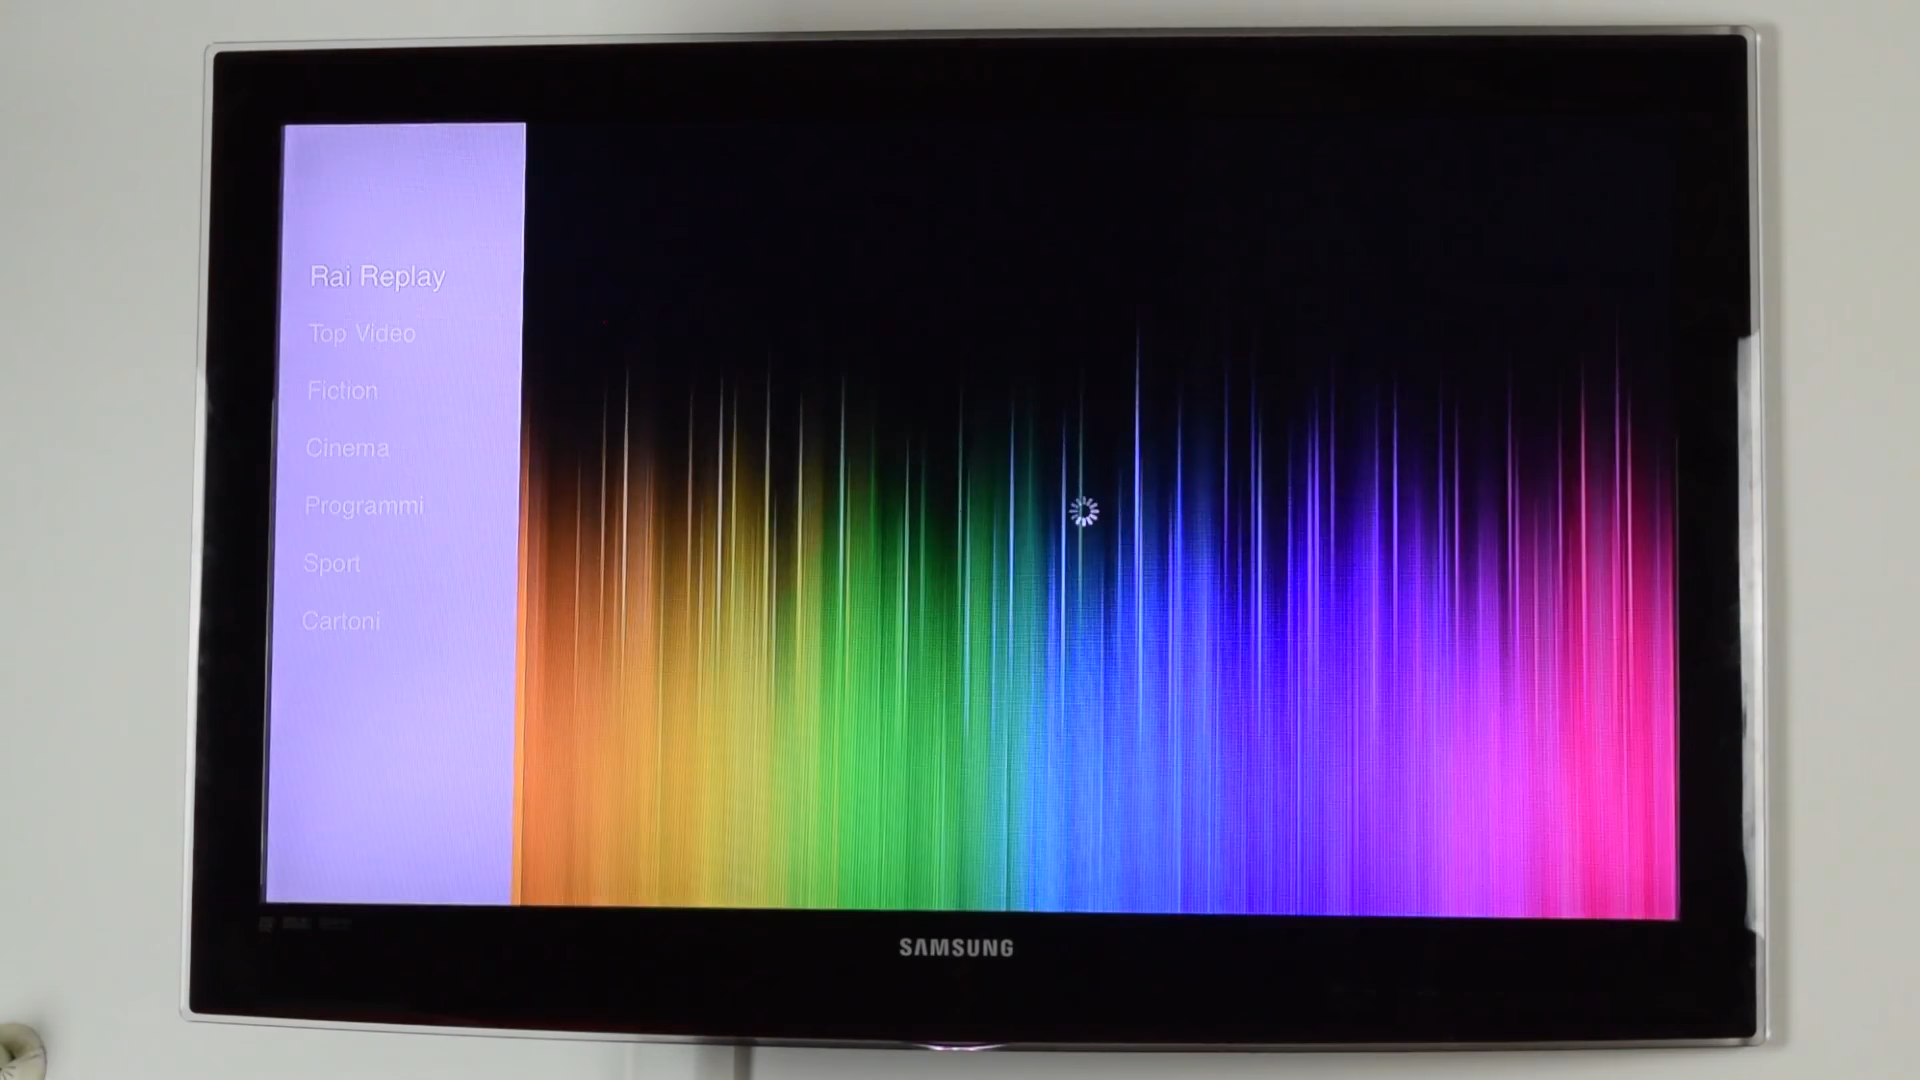 Rai Replay
Top Video
Fiction
Cinema
Programmi
Sport
Cartoni
SAMSUNG